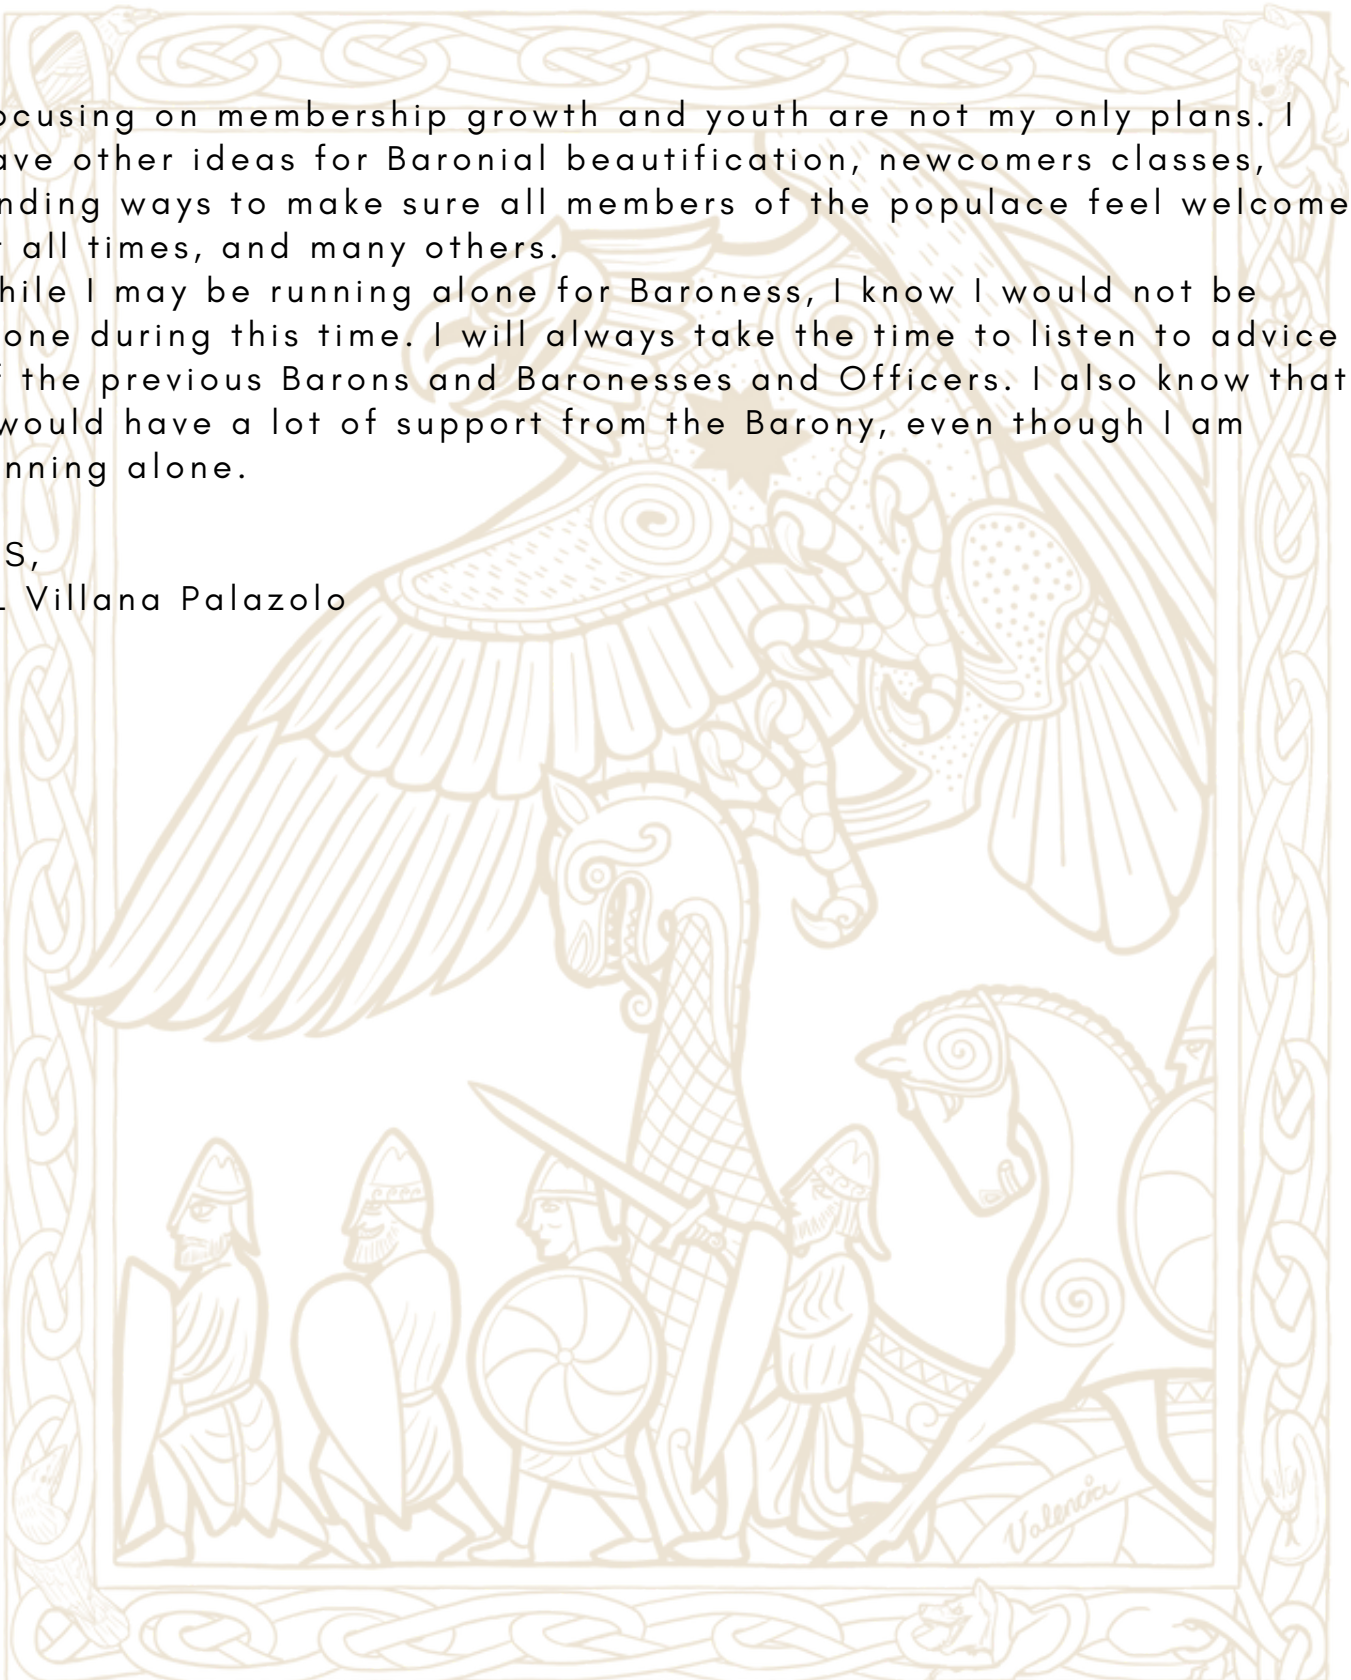 ocusing on membership growth and youth are not my only plans. I
ave other ideas for Baronial beautification, newcomers classes,
nding ways to make sure all members of the populace feel welcome
all times, and many others.
hile I may be running alone for Baroness, I know I would not be
one during this time. I will always take the time to listen to advice
the previous Barons and Baronesses and Officers. I also know that
would have a lot of support from the Barony, even though I am
nning alone.
S,
Villana Palazolo
Valencia